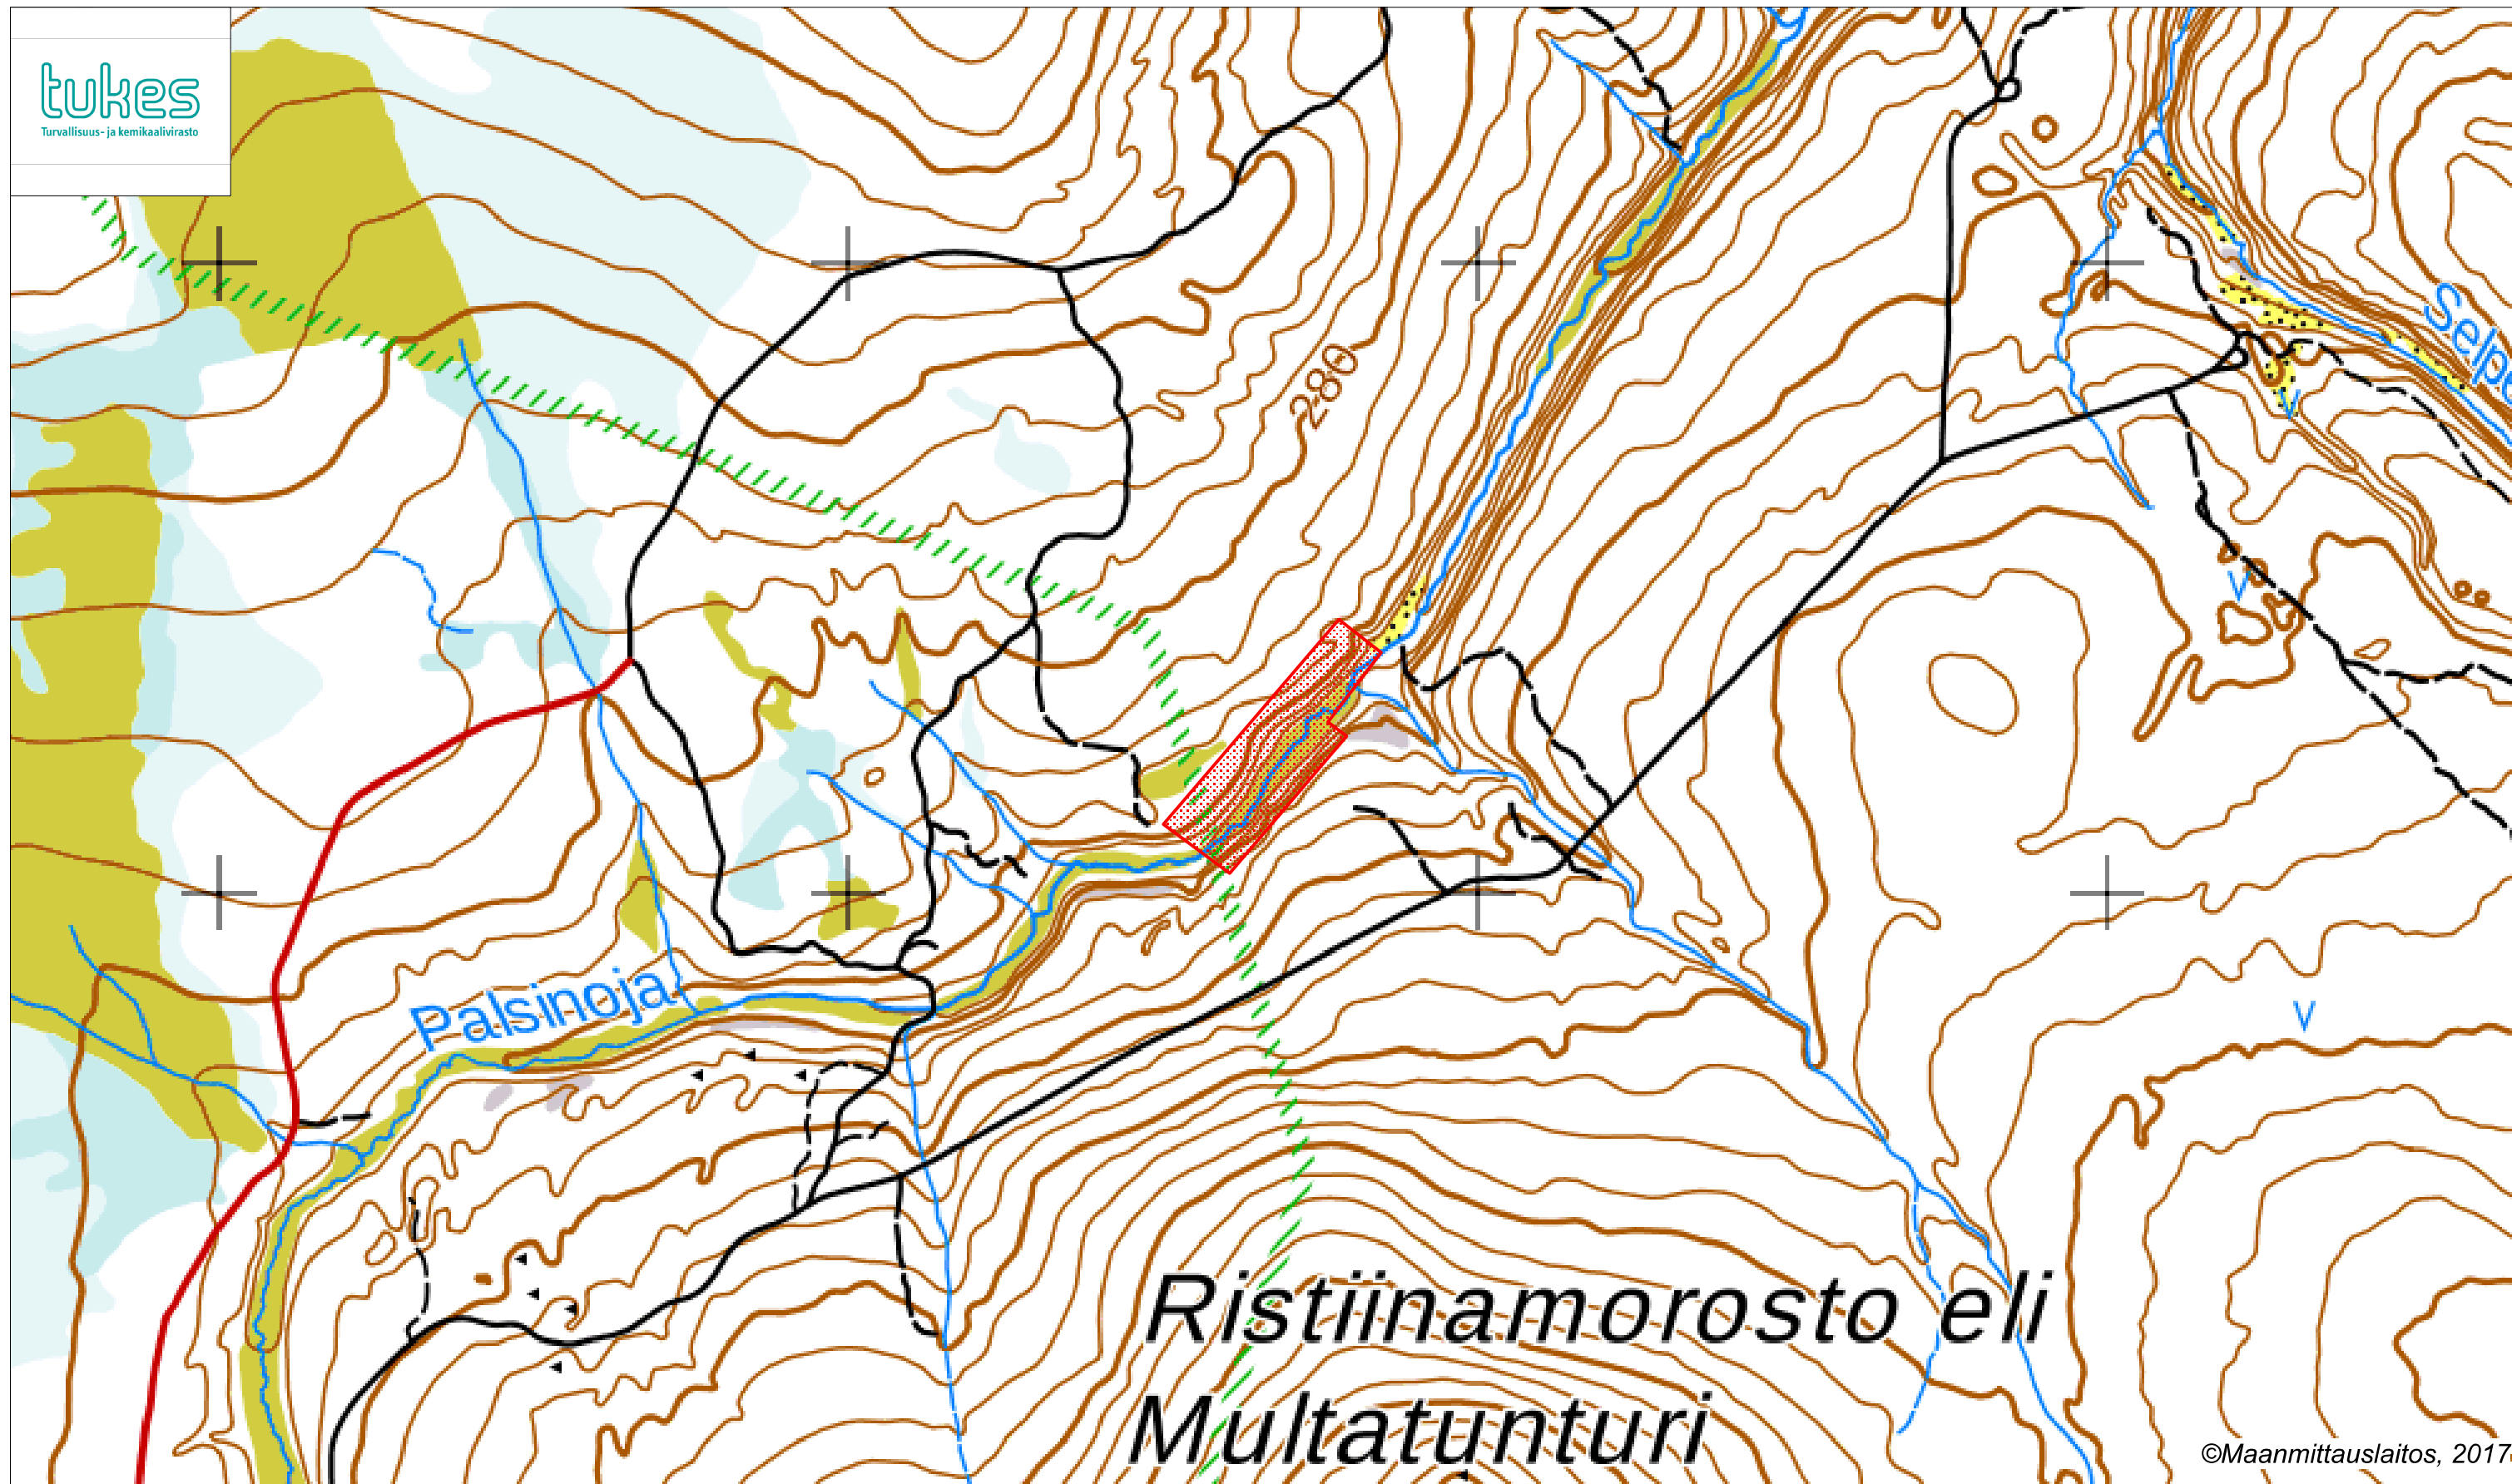 tukes
Turvallisuus- ja kemikaalivirasto
280
Palsinoja
Ristiinamorosto eli
Multatunturi
©Maanmittauslaitos, 2017